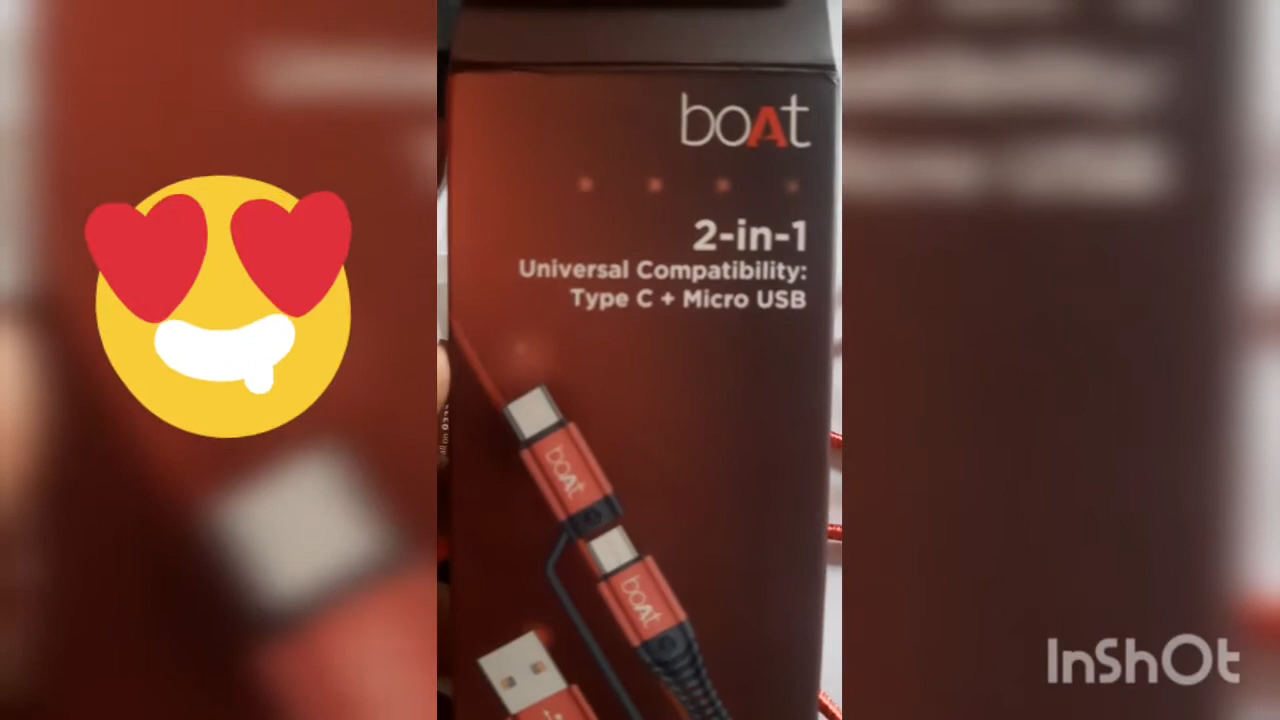 boAt
2-in-1
Universal Compatibility:
Type C + Micro USB
boAt
boAt
InShOt